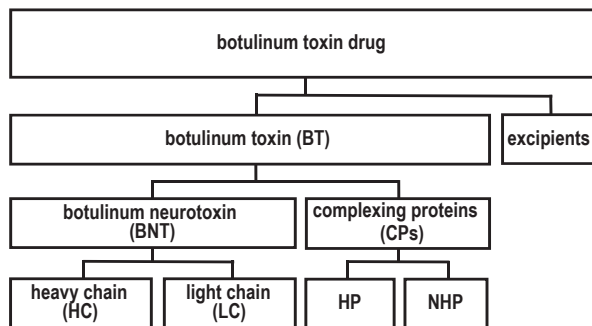 botulinum toxin drug
botulinum toxin (BT)
excipients
botulinum neurotoxin
(BNT)
complexing proteins
(CPs)
heavy chain
(HC)
light chain
(LC)
HP
NHP